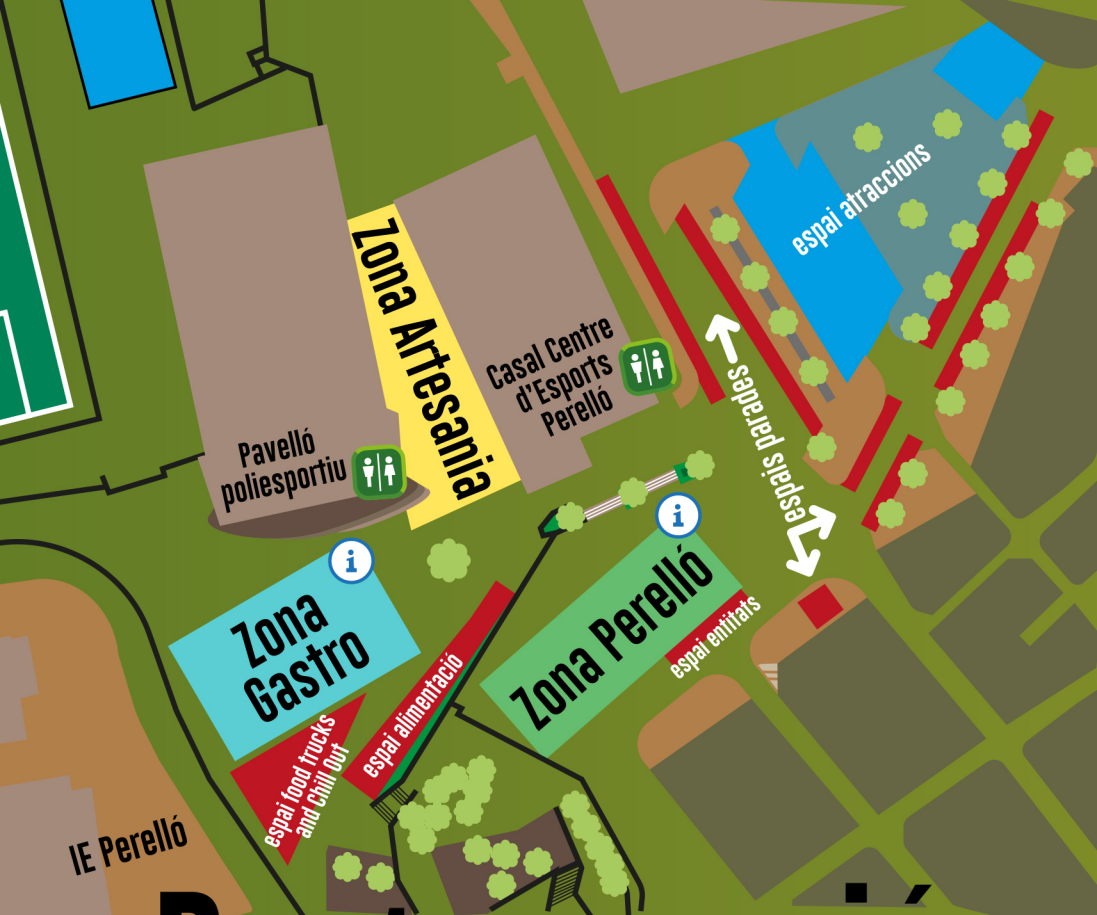 espai atraccions
Zona Artesania
Casal Centre
d'Esports
Perelló
espais parades
Pavelló
poliesportiu
i
i
Zona
Gastro
Zona Perelló
espai entitats
espai alimentació
espai food trucks
and Chill Out
IE Perelló